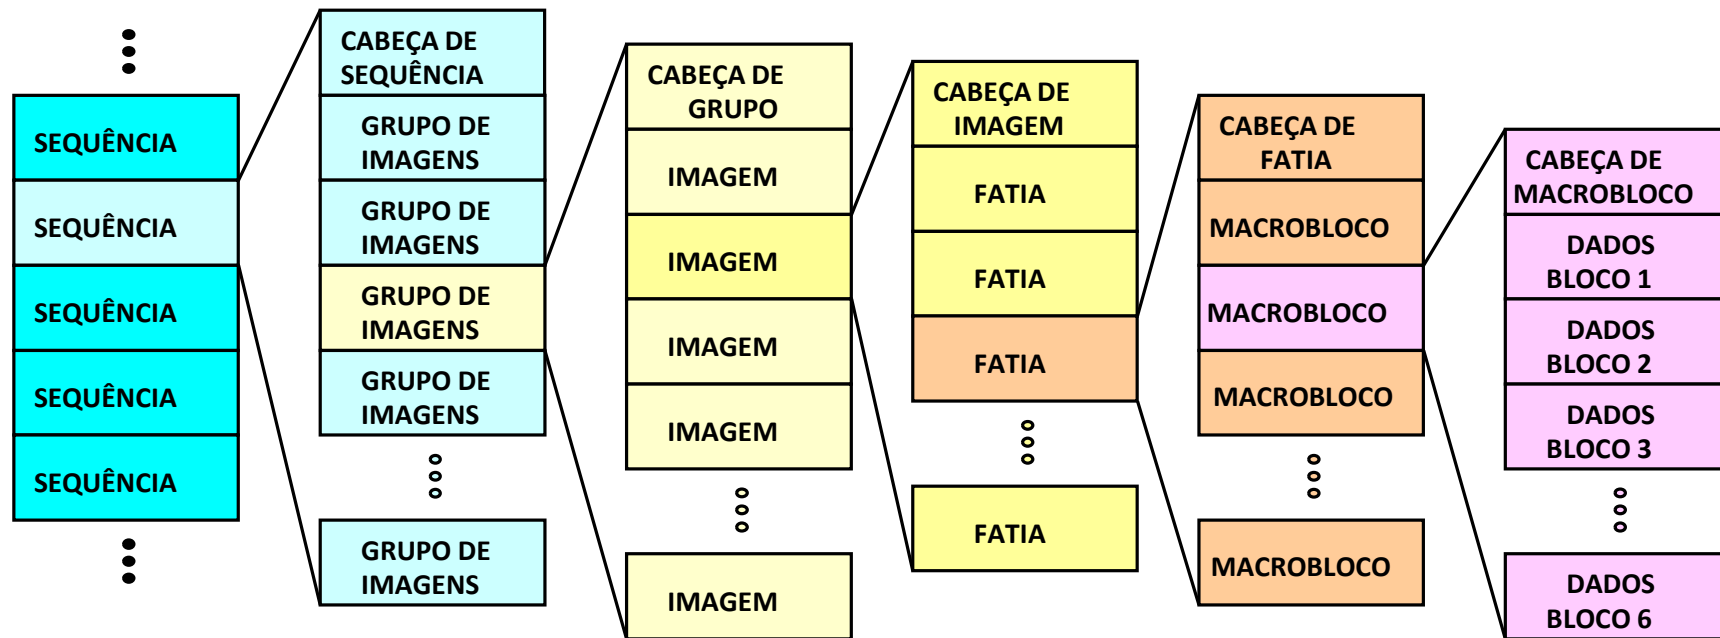 SEQUÊNCIA
SEQUÊNCIA
SEQUÊNCIA
SEQUÊNCIA
SEQUÊNCIA
CABEÇA DE
SEQUÊNCIA
GRUPO DE
IMAGENS
GRUPO DE
IMAGENS
GRUPO DE
IMAGENS
GRUPO DE
IMAGENS
GRUPO DE
IMAGENS
CABEÇA DE
GRUPO
IMAGEM
IMAGEM
IMAGEM
IMAGEM
IMAGEM
CABEÇA DE
IMAGEM
FATIA
FATIA
FATIA
FATIA
CABEÇA DE
FATIA
MACROBLOCO
MACROBLOCO
MACROBLOCO
MACROBLOCO
CABEÇA DE
MACROBLOCO
DADOS
BLOCO 1
DADOS
BLOCO 2
DADOS
BLOCO 3
DADOS
BLOCO 6